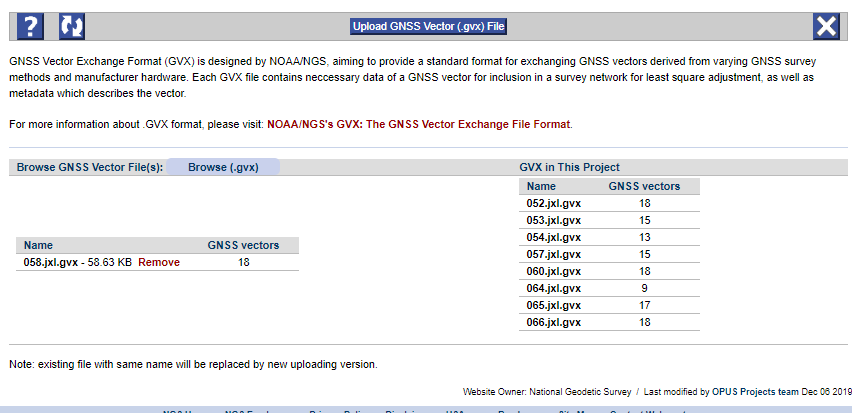 ?
Upload GNSS Vector (.gvx) File
GNSS Vector Exchange Format (GVX) is designed by NOAA/NGS, aiming to provide a standard format for exchanging GNSS vectors derived from varying GNSS survey
methods and manufacturer hardware. Each GVX file contains neccessary data of a GNSS vector for inclusion in a survey network for least square adjustment, as well as
metadata which describes the vector.
For more information about .GVX format, please visit: NOAA/NGS's GVX: The GNSS Vector Exchange File Format.
Browse GNSS Vector File(s): Browse (.gvx)
Name GNSS vectors
058.jxl.gvx - 58.63 KB Remove 18
GVX in This Project
Name GNSS vectors
052.jxl.gvx 18
053.jxl.gvx 15
054.jxl.gvx 13
057.jxl.gvx 15
060.jxl.gvx 18
064.jxl.gvx 9
065.jxl.gvx 17
066.jxl.gvx 18
Note: existing file with same name will be replaced by new uploading version.
Website Owner: National Geodetic Survey / Last modified by OPUS Projects team Dec 06 2019